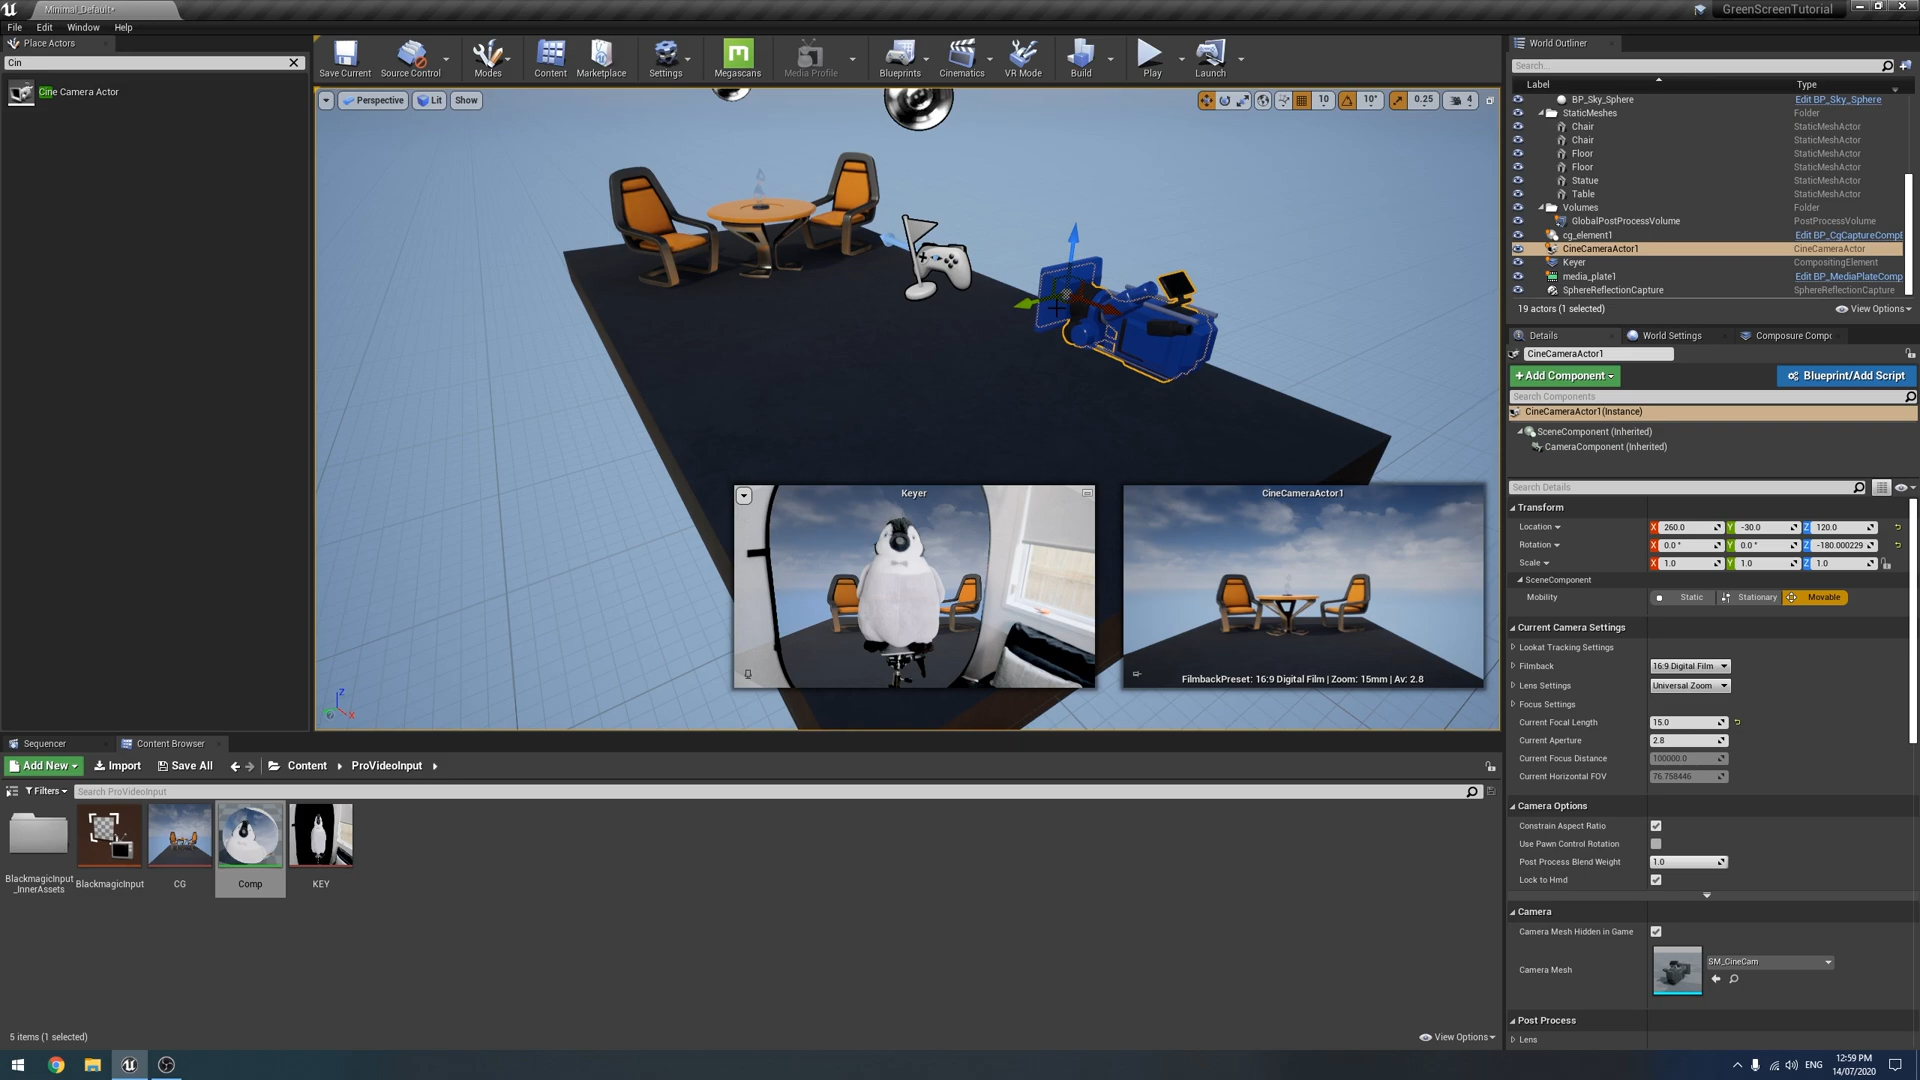 Minimal_Default*
GreenScreenTutorial
File Edit Window Help
Place Actors
Cin
Cine Camera Actor
Save Current
Source Control
Modes
Content
Marketplace
Settings
Megascans
Media Profile
Blueprints
Cinematics
VR Mode
Build
Play
Launch
Perspective
Lit
Show
10
10°
0.25
4
Keyer
CineCameraActor1
FilmbackPreset: 16:9 Digital Film | Zoom: 15mm | Av: 2.8
Z
X
World Outliner
Search...
Label Type
BP_Sky_Sphere Edit BP_Sky_Sphere
StaticMeshes Folder
Chair StaticMeshActor
Chair StaticMeshActor
Floor StaticMeshActor
Floor StaticMeshActor
Statue StaticMeshActor
Table StaticMeshActor
Volumes Folder
GlobalPostProcessVolume PostProcessVolume
cg_element1 Edit BP_CgCaptureCompE
CineCameraActor1 CineCameraActor
Keyer CompositingElement
media_plate1 Edit BP_MediaPlateComp
SphereReflectionCapture SphereReflectionCapture
19 actors (1 selected)
View Options
Details
World Settings
Composure Compo
CineCameraActor1
+Add Component
Blueprint/Add Script
Search Components
CineCameraActor1(Instance)
SceneComponent (Inherited)
CameraComponent (Inherited)
Search Details
Transform
Location X 260.0 Y -30.0 Z 120.0
Rotation X 0.0 ° Y 0.0 ° Z -180.000229
Scale X 1.0 Y 1.0 Z 1.0
SceneComponent
Mobility Static Stationary Movable
Current Camera Settings
Lookat Tracking Settings
Filmback 16:9 Digital Film
Lens Settings Universal Zoom
Focus Settings
Current Focal Length 15.0
Current Aperture 2.8
Current Focus Distance 100000.0
Current Horizontal FOV 76.758446
Camera Options
Constrain Aspect Ratio
Use Pawn Control Rotation
Post Process Blend Weight 1.0
Lock to Hmd
Camera
Camera Mesh Hidden in Game
Camera Mesh SM_CineCam
Post Process
Lens
Sequencer
Content Browser
Add New
Import
Save All
Content
ProVideoInput
Filters
Search ProVideoInput
BlackmagicInput
_InnerAssets
BlackmagicInput
CG
Comp
KEY
5 items (1 selected)
View Options
ENG
12:59 PM
14/07/2020